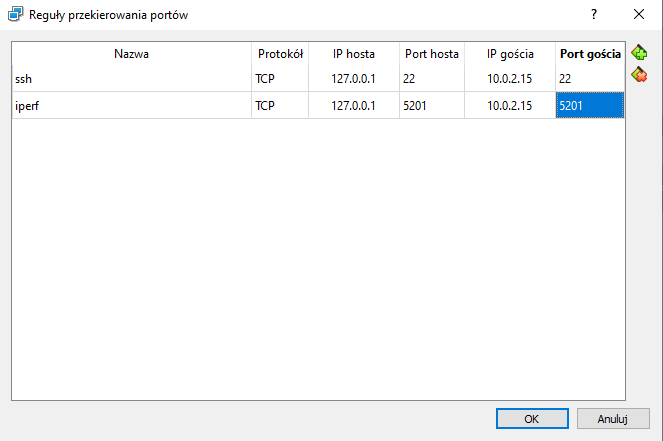 Reguły przekierowania portów ?
Nazwa Protokół IP hosta Port hosta IP gościa Port gościa
ssh TCP 127.0.0.1 22 10.0.2.15 22
iperf TCP 127.0.0.1 5201 10.0.2.15 5201
OK Anuluj